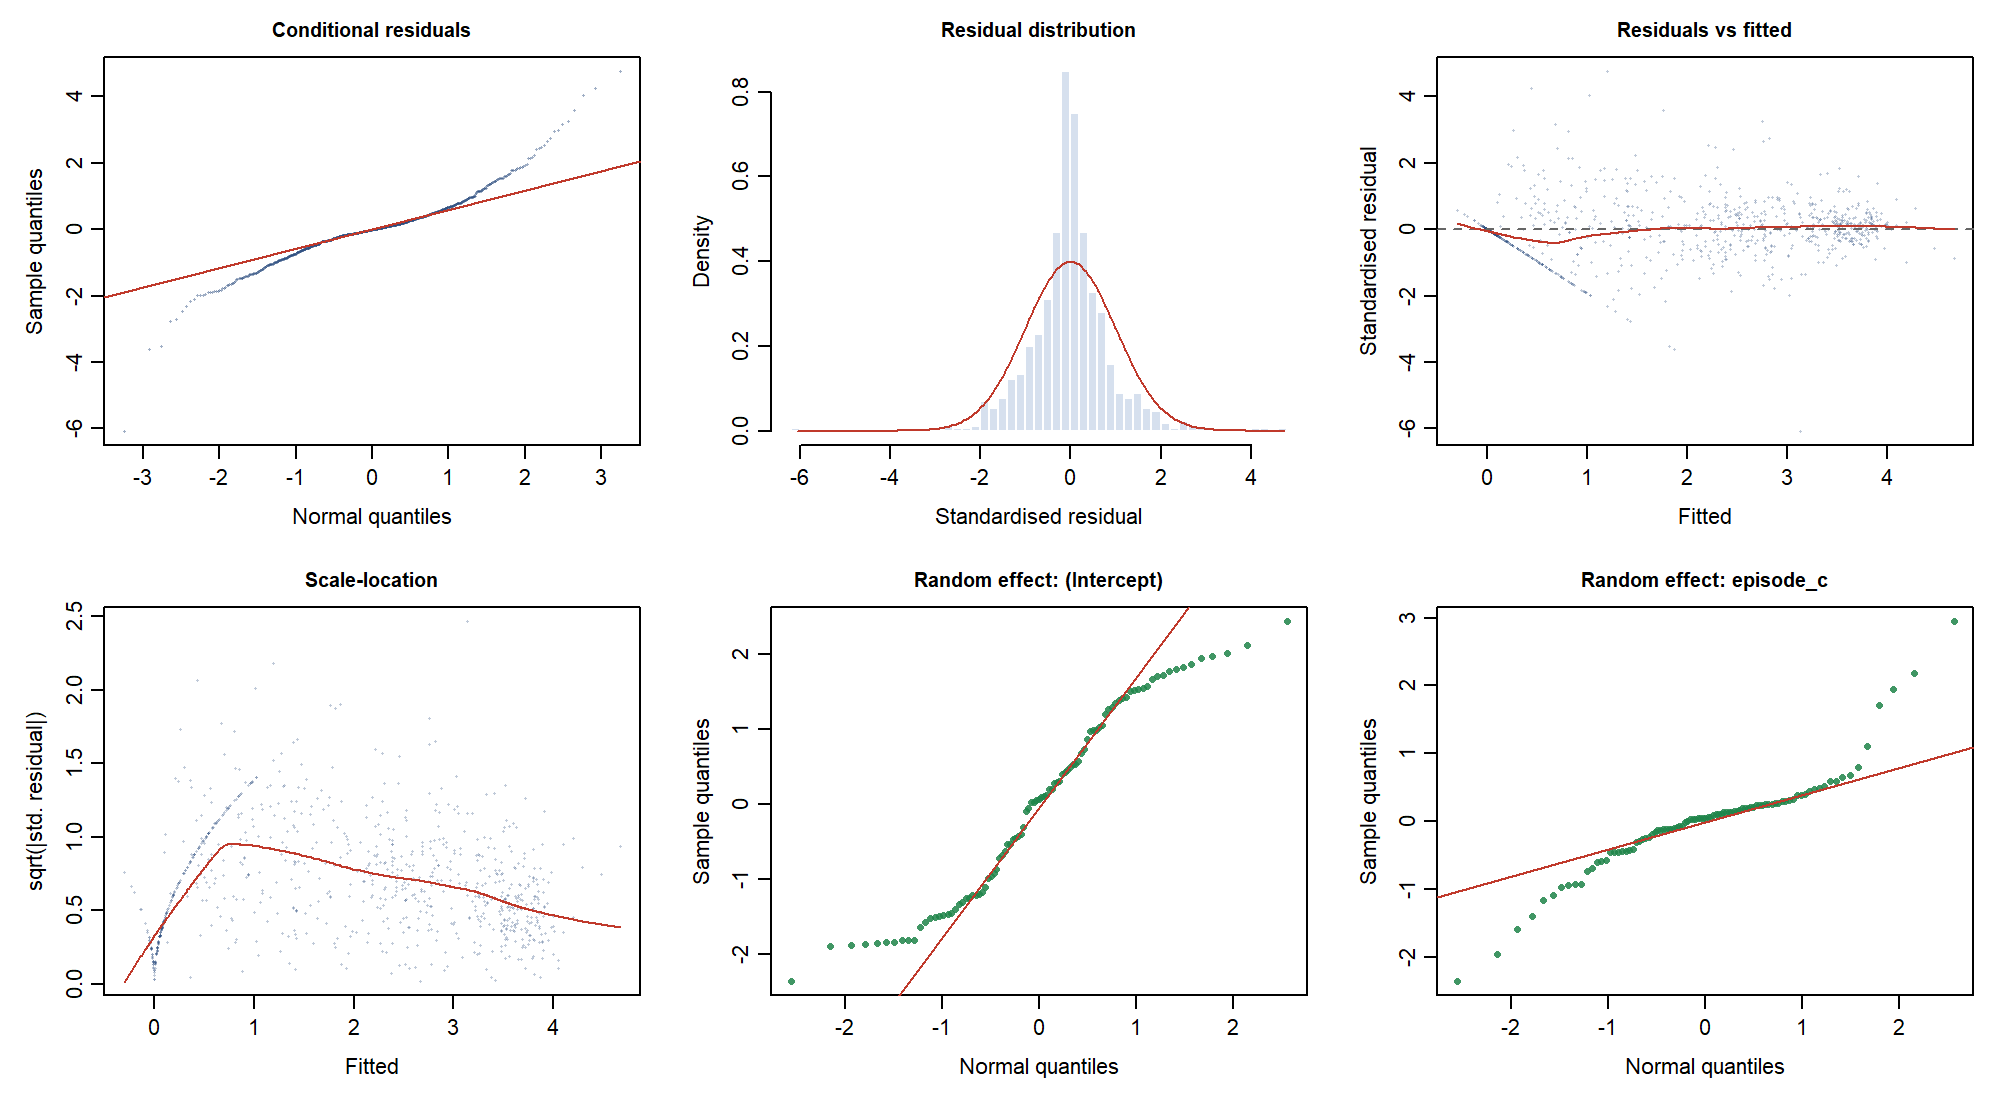 Conditional residuals
Sample quantiles
4
2
0
-2
-4
-6
-3 -2 -1 0 1 2 3
Normal quantiles
Residual distribution
Density
0.8
0.6
0.4
0.2
0.0
-6 -4 -2 0 2 4
Standardised residual
Residuals vs fitted
Standardised residual
4
2
0
-2
-4
-6
0 1 2 3 4
Fitted
Scale-location
sqrt(|std. residual|)
2.5
2.0
1.5
1.0
0.5
0.0
0 1 2 3 4
Fitted
Random effect: (Intercept)
Sample quantiles
2
1
0
-1
-2
-2 -1 0 1 2
Normal quantiles
Random effect: episode_c
Sample quantiles
3
2
1
0
-1
-2
-2 -1 0 1 2
Normal quantiles